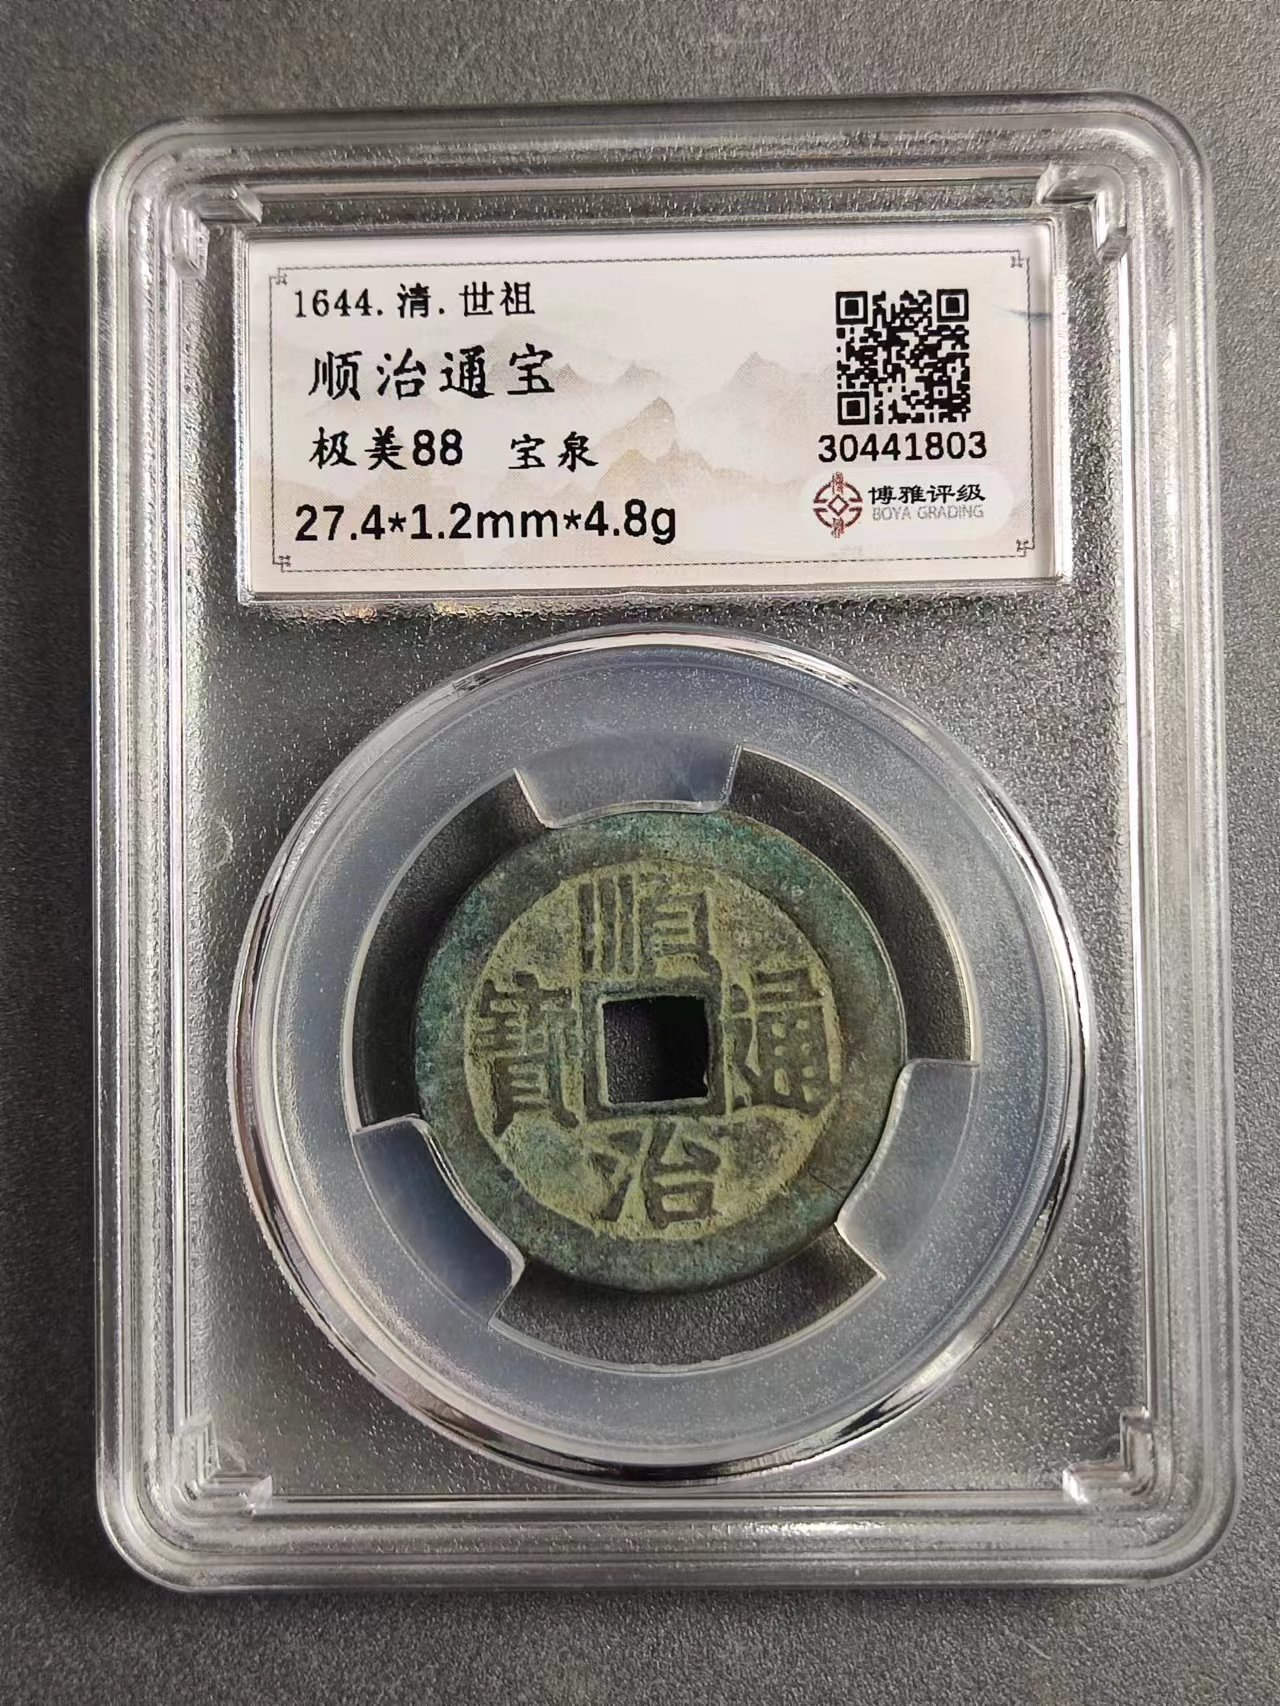 1644.清.世祖
顺治通宝
极美88 宝泉
27.4*1.2mm*4.8g
30441803
博雅评级
BOYA GRADING
順
寶 通
治